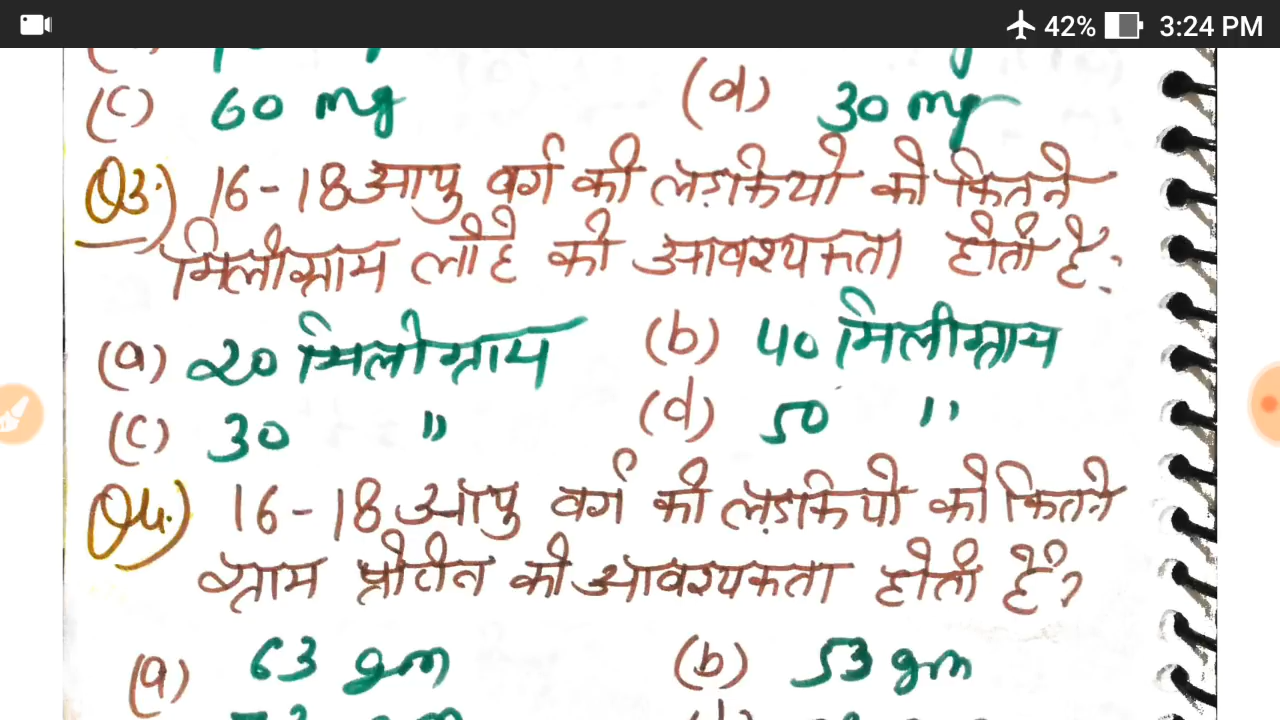 42% 3:24 PM
(c) 60 mg (d) 30 mg
Q3.) 16-18 आयु वर्ग की लड़कियो को कितने
मिलीग्राम लोहे की आवश्यकता होती है:
(a) 20 मिलीग्राम (b) 40 मिलीग्राम
(c) 30 " (d) 50 "
Q4.) 16-18 आयु वर्ग की लड़कियो को कितने
ग्राम प्रोटीन की आवश्यकता होती है?
(a) 63 gm (b) 53 gm